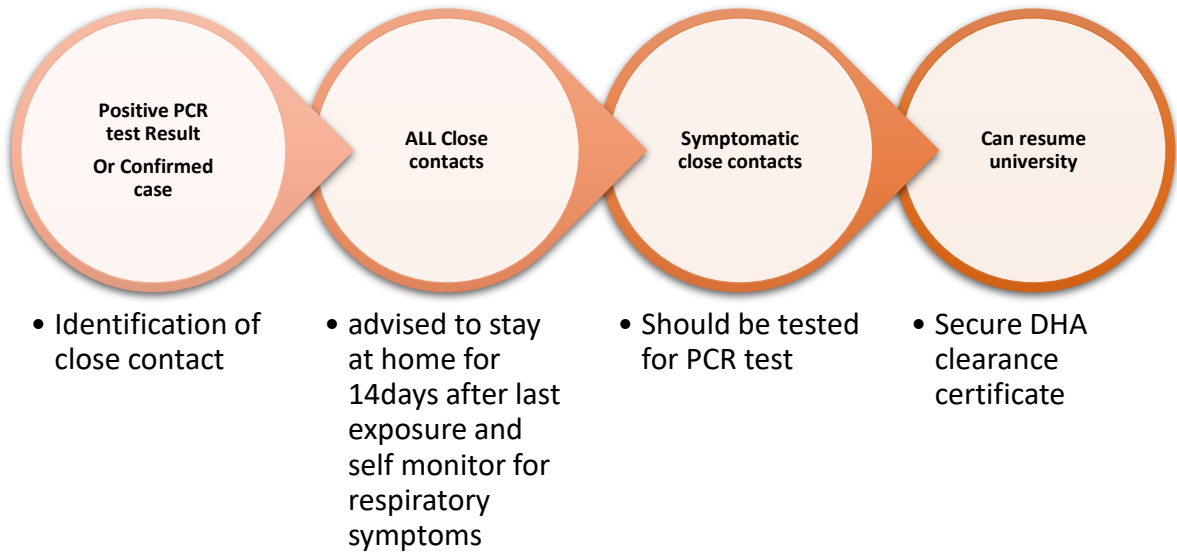 Positive PCR
test Result
Or Confirmed
case
ALL Close
contacts
Symptomatic
close contacts
Can resume
university
• Identification of
close contact
• advised to stay
at home for
14days after last
exposure and
self monitor for
respiratory
symptoms
• Should be tested
for PCR test
• Secure DHA
clearance
certificate